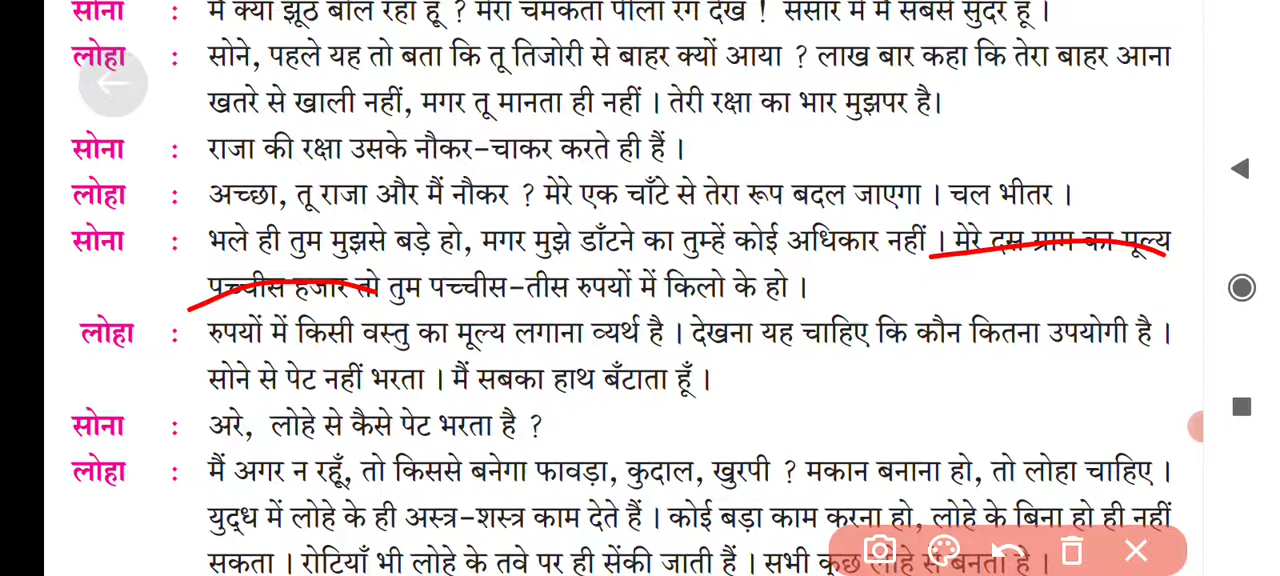 सोना : मैं क्या झूठ बोल रहा हूँ ? मेरा चमकता पीला रंग देख ! संसार में मैं सबसे सुंदर हूँ ।
लोहा : सोने, पहले यह तो बता कि तू तिजोरी से बाहर क्यों आया ? लाख बार कहा कि तेरा बाहर आना
खतरे से खाली नहीं, मगर तू मानता ही नहीं । तेरी रक्षा का भार मुझपर है।
सोना : राजा की रक्षा उसके नौकर-चाकर करते ही हैं ।
लोहा : अच्छा, तू राजा और मैं नौकर ? मेरे एक चाँटे से तेरा रूप बदल जाएगा । चल भीतर ।
सोना : भले ही तुम मुझसे बड़े हो, मगर मुझे डाँटने का तुम्हें कोई अधिकार नहीं । मेरे दस ग्राम का मूल्य
पच्चीस हजार तो तुम पच्चीस-तीस रुपयों में किलो के हो ।
लोहा : रुपयों में किसी वस्तु का मूल्य लगाना व्यर्थ है । देखना यह चाहिए कि कौन कितना उपयोगी है ।
सोने से पेट नहीं भरता । मैं सबका हाथ बँटाता हूँ ।
सोना : अरे, लोहे से कैसे पेट भरता है ?
लोहा : मैं अगर न रहूँ, तो किससे बनेगा फावड़ा, कुदाल, खुरपी ? मकान बनाना हो, तो लोहा चाहिए ।
युद्ध में लोहे के ही अस्त्र-शस्त्र काम देते हैं । कोई बड़ा काम करना हो, लोहे के बिना हो ही नहीं
सकता । रोटियाँ भी लोहे के तवे पर ही सेंकी जाती हैं । सभी कुछ लोहे से बनता है ।